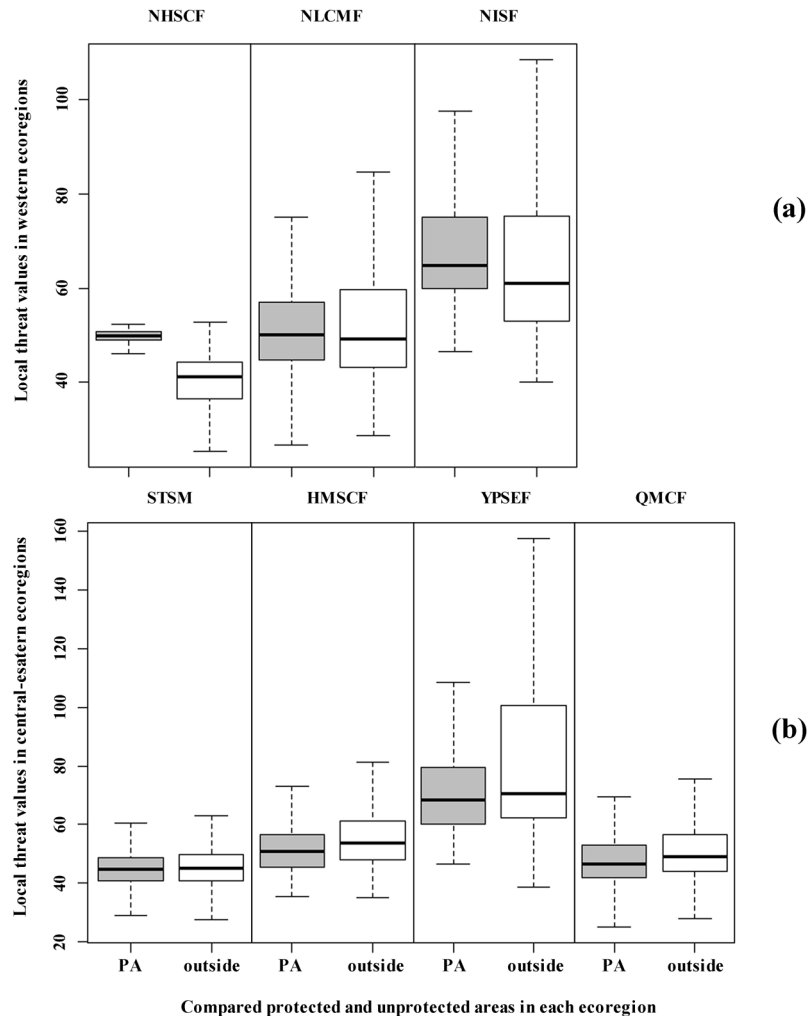 NHSCF NLCMF NISF
Local threat values in western ecoregions
100
80
60
40
(a)
STSM HMSCF YPSEF QMCF
Local threat values in central-esatern ecoregions
160
140
120
100
80
60
40
20
(b)
PA outside PA outside PA outside PA outside
Compared protected and unprotected areas in each ecoregion